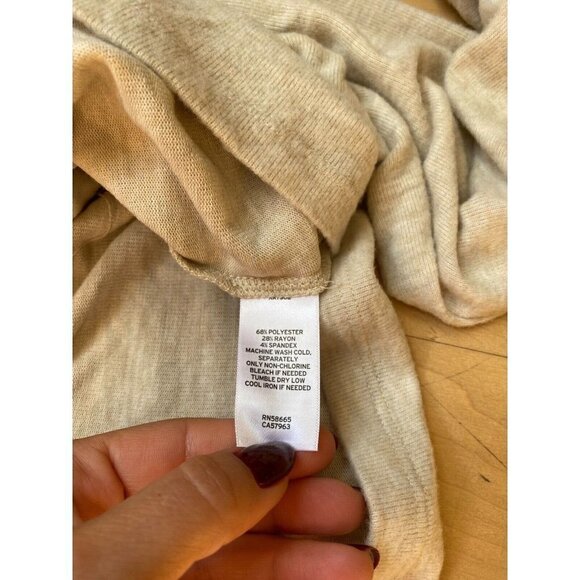 68% POLYESTER
28% RAYON
4% SPANDEX
MACHINE WASH COLD,
SEPARATELY
ONLY NON-CHLORINE
BLEACH IF NEEDED
TUMBLE DRY LOW
COOL IRON IF NEEDED
RN58665
CA57963